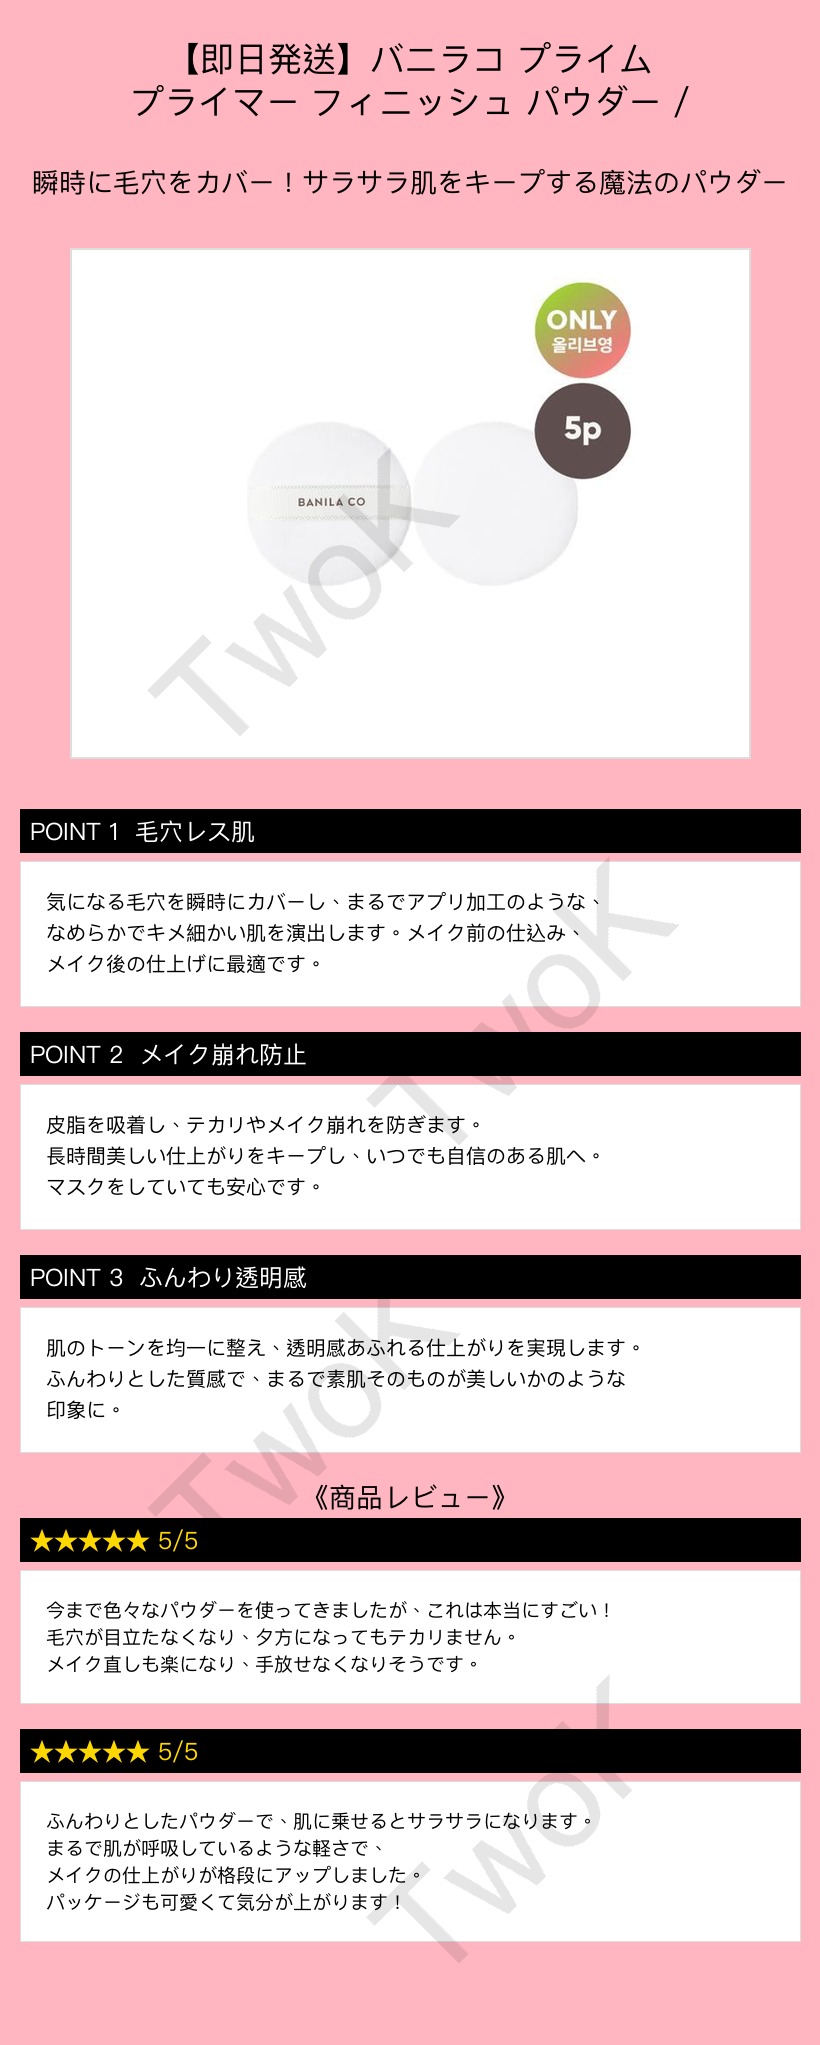 【即日発送】バニラコ プライム
プライマー フィニッシュ パウダー /
瞬時に毛穴をカバー！サラサラ肌をキープする魔法のパウダー
ONLY
올리브영
5p
BANILA CO
TwoK
POINT 1 毛穴レス肌
気になる毛穴を瞬時にカバーし、まるでアプリ加工のような、
なめらかでキメ細かい肌を演出します。メイク前の仕込み、
メイク後の仕上げに最適です。
TwoK
POINT 2 メイク崩れ防止
皮脂を吸着し、テカリやメイク崩れを防ぎます。
長時間美しい仕上がりをキープし、いつでも自信のある肌へ。
マスクをしていても安心です。
POINT 3 ふんわり透明感
肌のトーンを均一に整え、透明感あふれる仕上がりを実現します。
ふんわりとした質感で、まるで素肌そのものが美しいかのような
印象に。
TwoK
《商品レビュー》
★★★★★ 5/5
今まで色々なパウダーを使ってきましたが、これは本当にすごい！
毛穴が目立たなくなり、夕方になってもテカリません。
メイク直しも楽になり、手放せなくなりそうです。
★★★★★ 5/5
ふんわりとしたパウダーで、肌に乗せるとサラサラになります。
まるで肌が呼吸しているような軽さで、
メイクの仕上がりが格段にアップしました。
パッケージも可愛くて気分が上がります！
TwoK